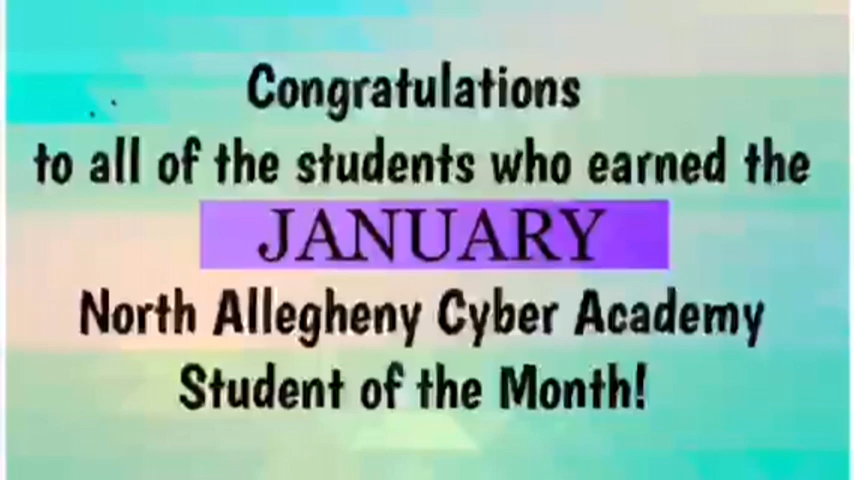 Congratulations
to all of the students who earned the
JANUARY
North Allegheny Cyber Academy
Student of the Month!